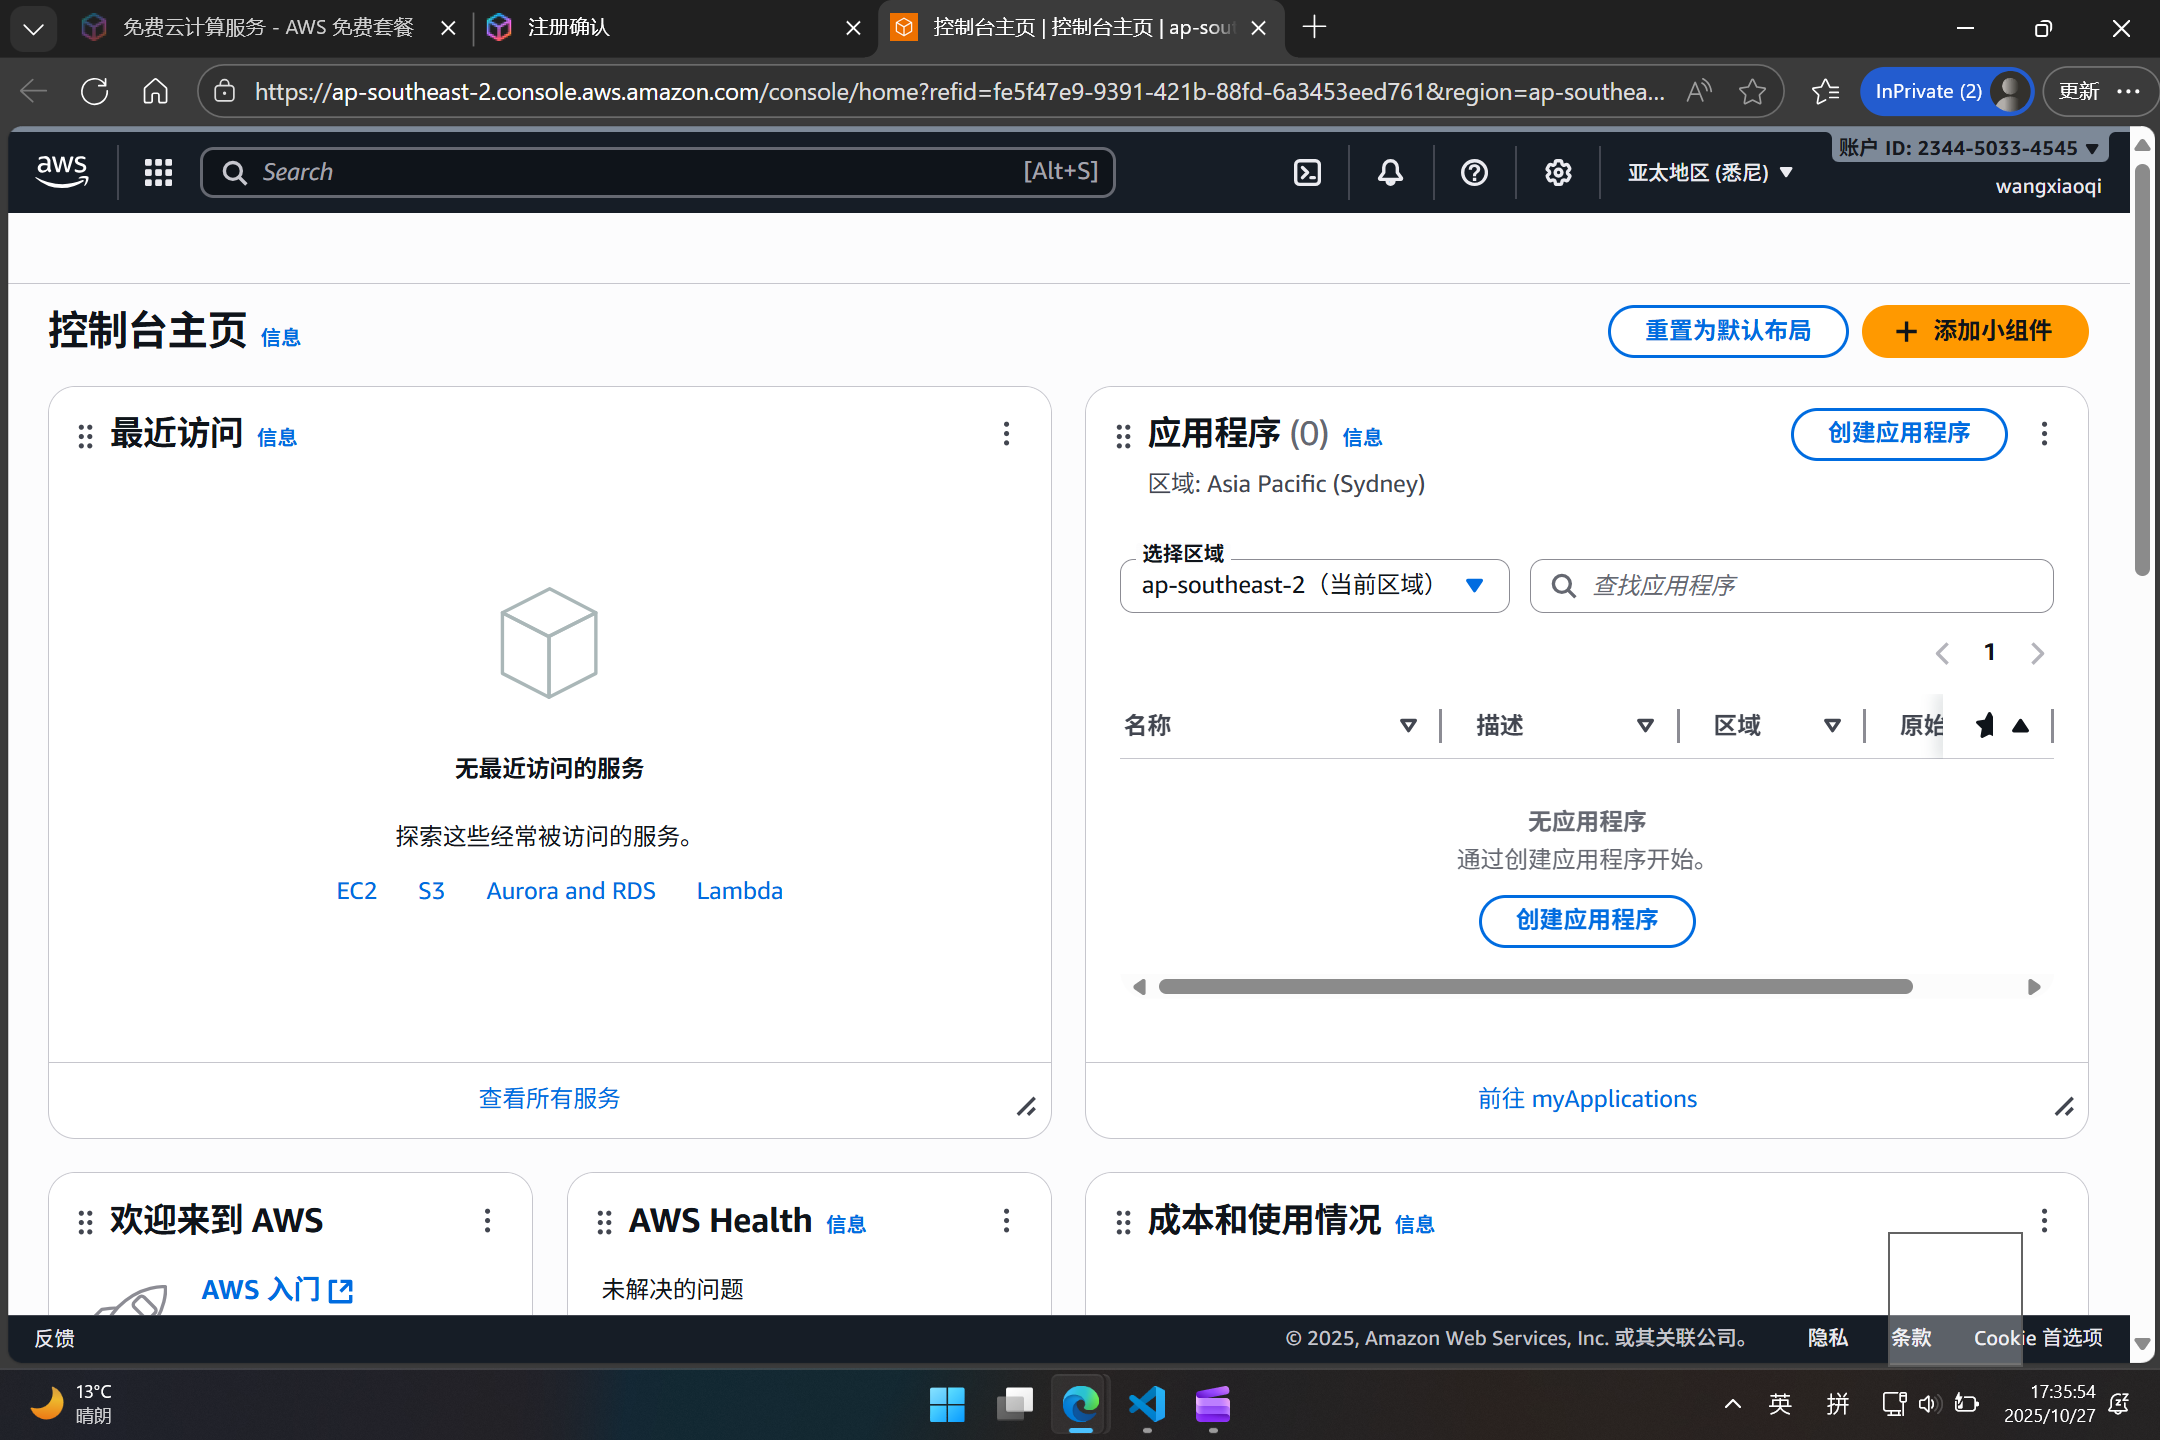 免费云计算服务 - AWS 免费套餐
注册确认
控制台主页 | 控制台主页 | ap-sou
https://ap-southeast-2.console.aws.amazon.com/console/home?refid=fe5f47e9-9391-421b-88fd-6a3453eed761&region=ap-southea...
InPrivate (2)
更新
aws
Search
[Alt+S]
亚太地区 (悉尼)
账户 ID: 2344-5033-4545
wangxiaoqi
控制台主页 信息
重置为默认布局
添加小组件
最近访问 信息
无最近访问的服务
探索这些经常被访问的服务。
EC2 S3 Aurora and RDS Lambda
查看所有服务
应用程序 (0) 信息
创建应用程序
区域: Asia Pacific (Sydney)
选择区域
ap-southeast-2（当前区域）
查找应用程序
1
名称 描述 区域 原始
无应用程序
通过创建应用程序开始。
创建应用程序
前往 myApplications
欢迎来到 AWS
AWS 入门
AWS Health 信息
未解决的问题
成本和使用情况 信息
反馈
© 2025, Amazon Web Services, Inc. 或其关联公司。
隐私
条款
Cookie 首选项
13°C
晴朗
英
拼
17:35:54
2025/10/27